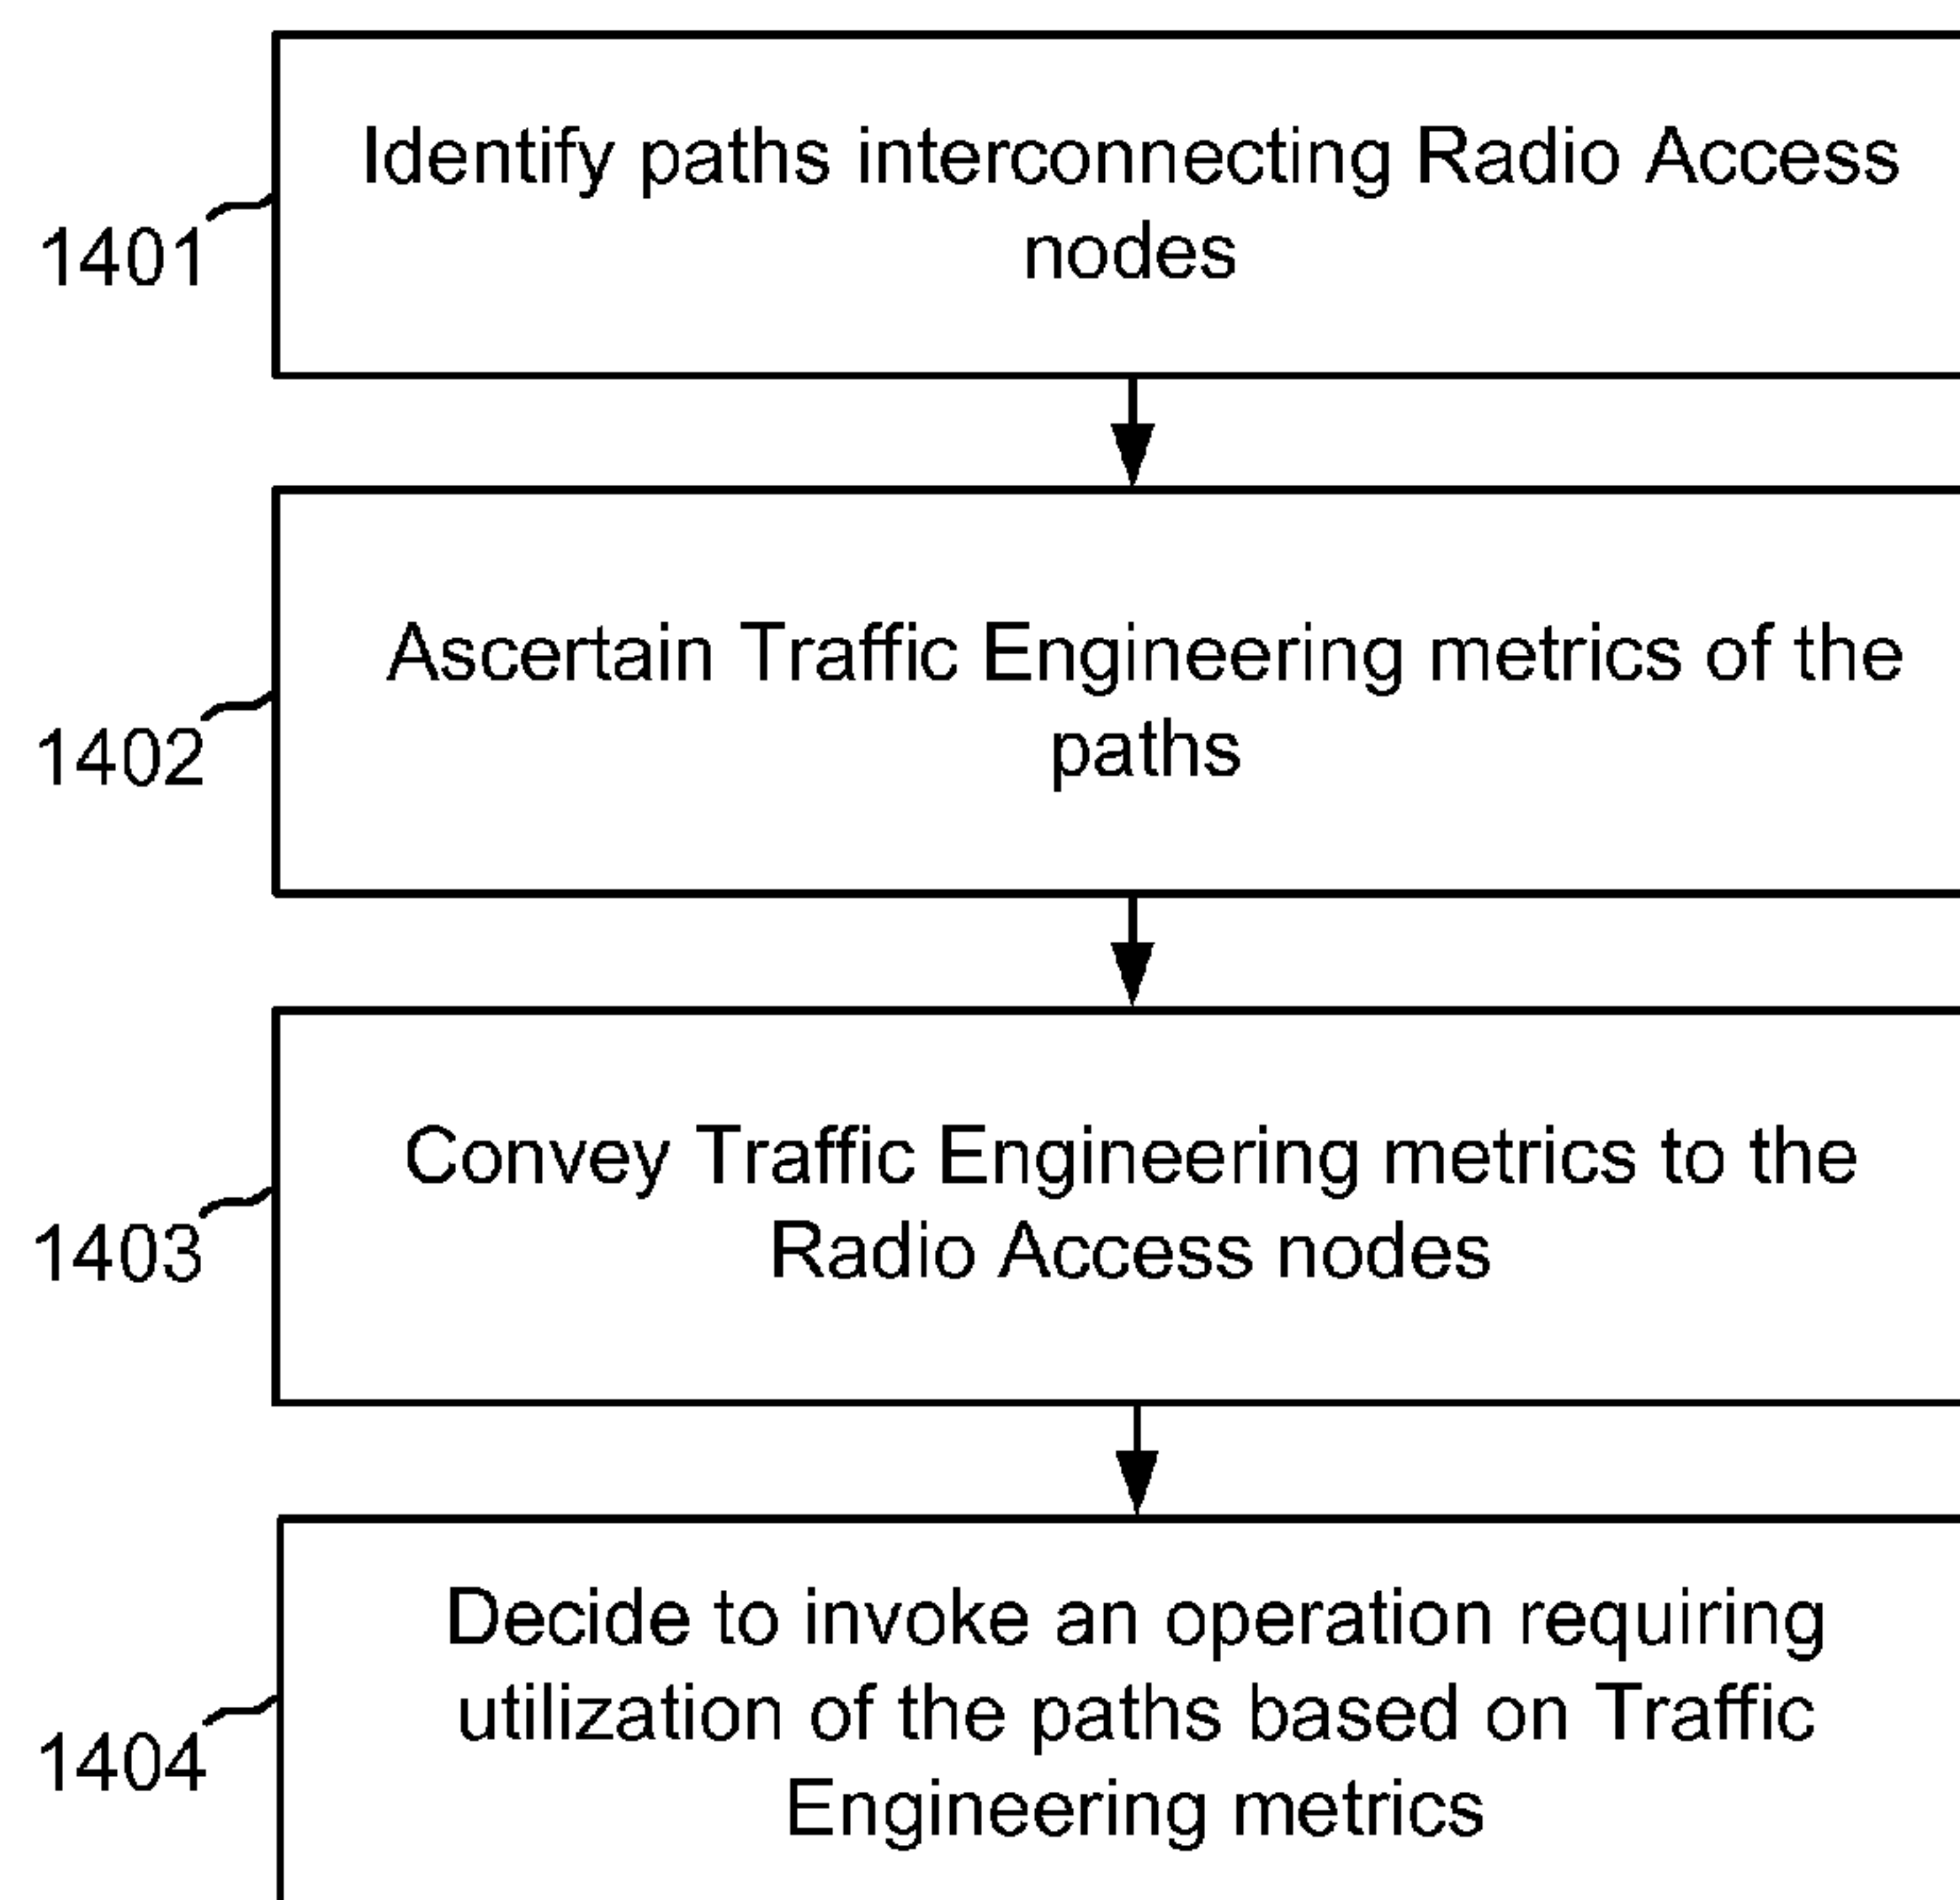 Identify paths interconnecting Radio Access
nodes
1401
Ascertain Traffic Engineering metrics of the
paths
1402
Convey Traffic Engineering metrics to the
Radio Access nodes
1403
Decide to invoke an operation requiring
utilization of the paths based on Traffic
Engineering metrics
1404